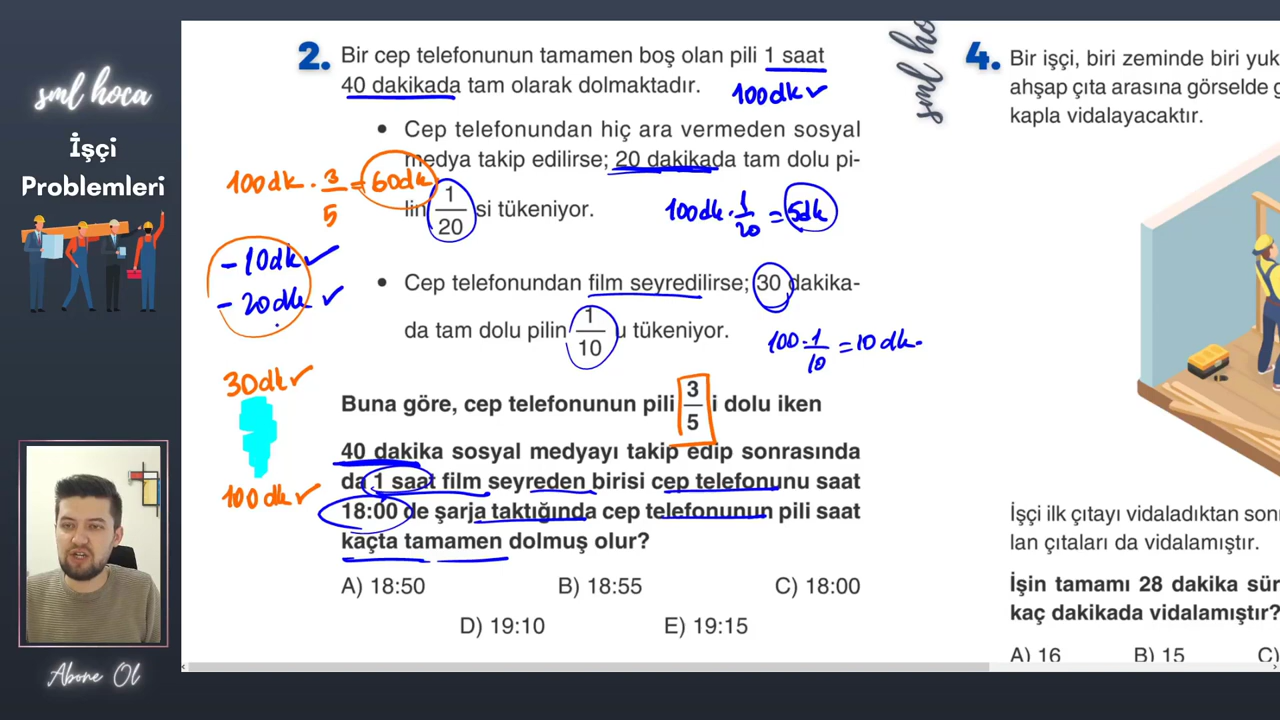 sml hoca
İşçi
Problemleri
Abone Ol
2.
Bir cep telefonunun tamamen boş olan pili 1 saat
40 dakikada tam olarak dolmaktadır.
100dk
• Cep telefonundan hiç ara vermeden sosyal
medya takip edilirse; 20 dakikada tam dolu pi-
lin 1/20 si tükeniyor.
100dk · 1/20 = 5dk
100dk · 3/5 = 60dk
- 10dk
- 20dk
• Cep telefonundan film seyredilirse; 30 dakika-
da tam dolu pilin 1/10 u tükeniyor.
100 · 1/10 = 10dk
30dk
100dk
Buna göre, cep telefonunun pili 3/5 i dolu iken
40 dakika sosyal medyayı takip edip sonrasında
da 1 saat film seyreden birisi cep telefonunu saat
18:00 de şarja taktığında cep telefonunun pili saat
kaçta tamamen dolmuş olur?
A) 18:50 B) 18:55 C) 18:00
D) 19:10 E) 19:15
sml ho
4.
Bir işçi, biri zeminde biri yuk
ahşap çıta arasına görselde g
kapla vidalayacaktır.
İşçi ilk çıtayı vidaladıktan son
lan çıtaları da vidalamıştır.
İşin tamamı 28 dakika sür
kaç dakikada vidalamıştır?
A) 16 B) 15 C)